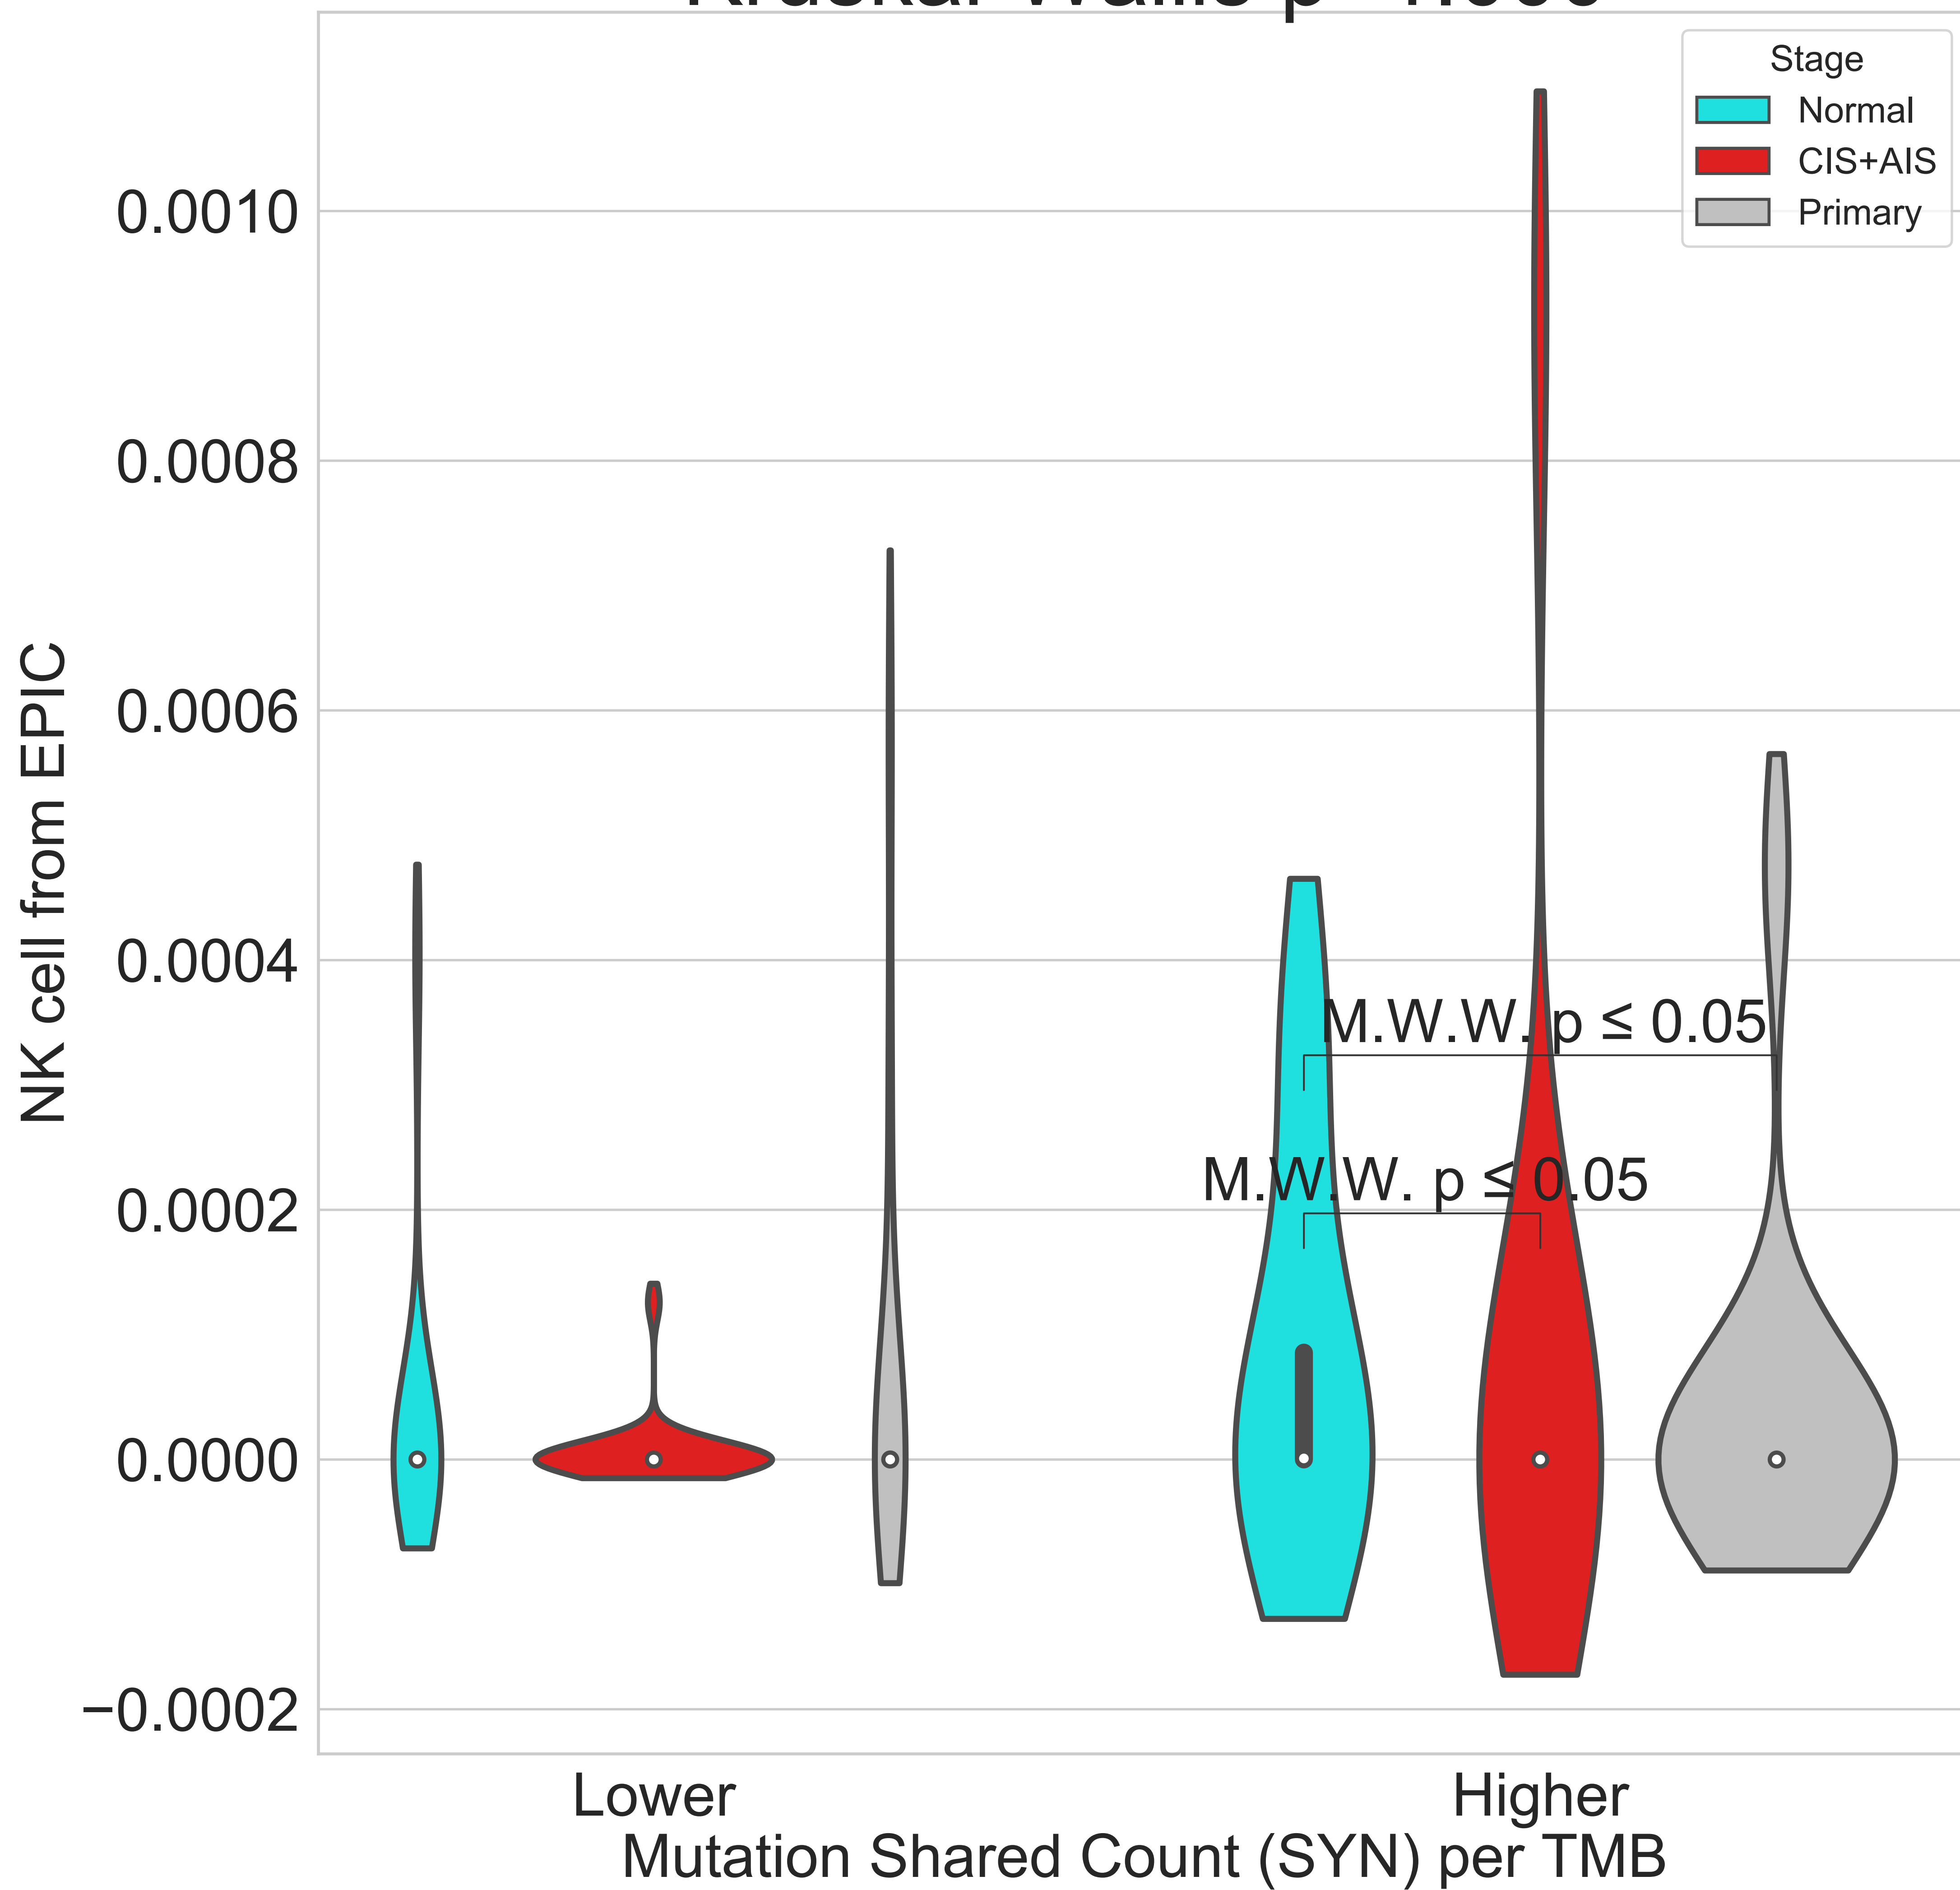 Stage
Normal
CIS+AIS
Primary
0.0010
0.0008
0.0006
0.0004
0.0002
0.0000
−0.0002
NK cell from EPIC
M.W.W. p ≤ 0.05
M.W.W. p ≤ 0.05
Lower
Higher
Mutation Shared Count (SYN) per TMB